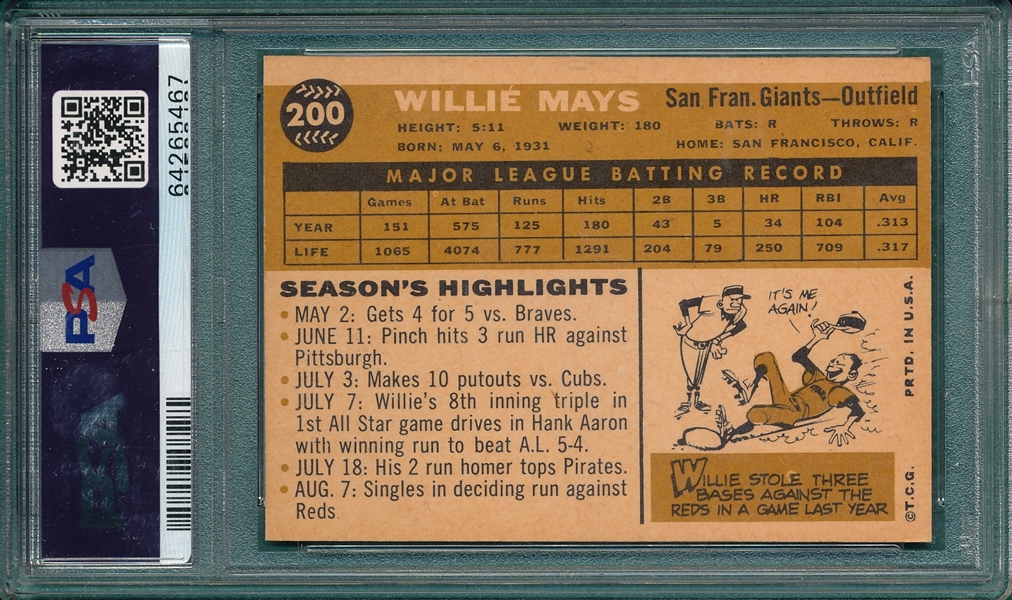 64265467
PSA
200
WILLIE MAYS San Fran. Giants—Outfield
HEIGHT: 5:11 WEIGHT: 180 BATS: R THROWS: R
BORN: MAY 6, 1931 HOME: SAN FRANCISCO, CALIF.
MAJOR LEAGUE BATTING RECORD
Games At Bat Runs Hits 2B 3B HR RBI Avg
YEAR 151 575 125 180 43 5 34 104 .313
LIFE 1065 4074 777 1291 204 79 250 709 .317
SEASON'S HIGHLIGHTS
• MAY 2: Gets 4 for 5 vs. Braves.
• JUNE 11: Pinch hits 3 run HR against
Pittsburgh.
• JULY 3: Makes 10 putouts vs. Cubs.
• JULY 7: Willie's 8th inning triple in
1st All Star game drives in Hank Aaron
with winning run to beat A.L. 5-4.
• JULY 18: His 2 run homer tops Pirates.
• AUG. 7: Singles in deciding run against
Reds
IT'S ME
AGAIN!
WILLIE STOLE THREE
BASES AGAINST THE
REDS IN A GAME LAST YEAR
©T.C.G. PRTD. IN U.S.A.